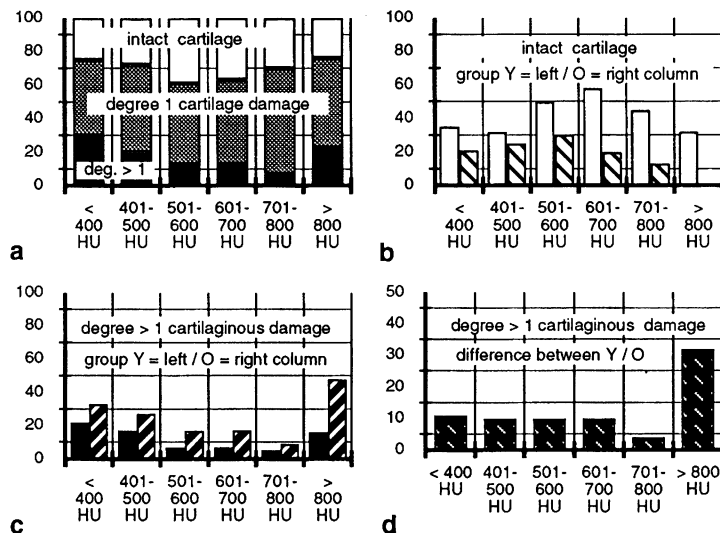 100
80
60
40
20
0
intact cartilage
degree 1 cartilage damage
deg. > 1
< 400 HU
401-500 HU
501-600 HU
601-700 HU
701-800 HU
> 800 HU
a
100
80
60
40
20
0
intact cartilage
group Y = left / O = right column
< 400 HU
401-500 HU
501-600 HU
601-700 HU
701-800 HU
> 800 HU
b
100
80
60
40
20
0
degree > 1 cartilaginous damage
group Y = left / O = right column
< 400 HU
401-500 HU
501-600 HU
601-700 HU
701-800 HU
> 800 HU
c
50
40
30
20
10
0
degree > 1 cartilaginous damage
difference between Y / O
< 400 HU
401-500 HU
501-600 HU
601-700 HU
701-800 HU
> 800 HU
d